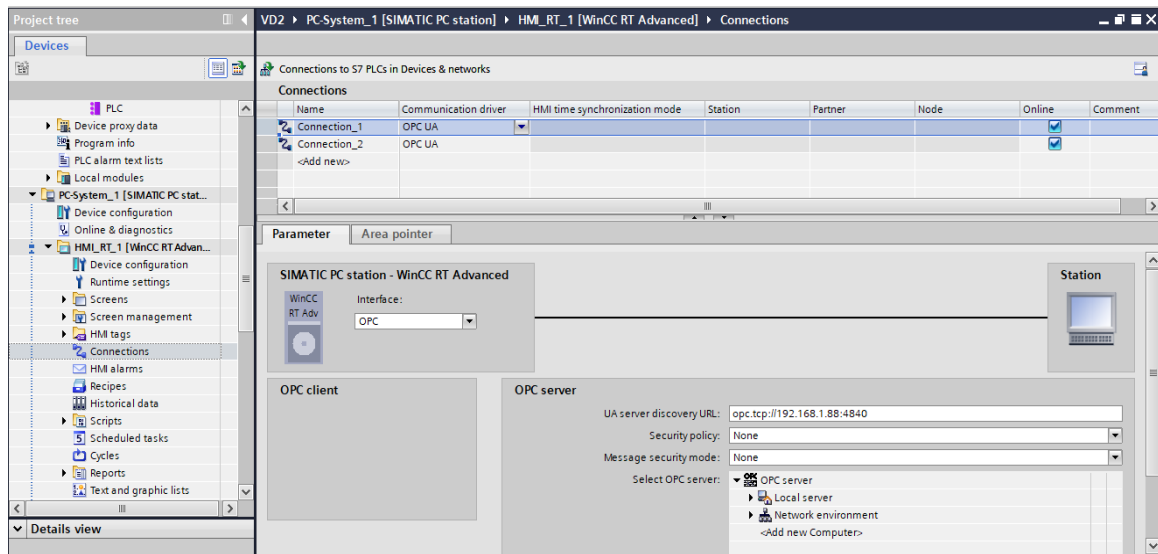 Project tree
Devices
PLC
Device proxy data
Program info
PLC alarm text lists
Local modules
PC-System_1 [SIMATIC PC stat...
Device configuration
Online & diagnostics
HMI_RT_1 [WinCC RT Advan...
Device configuration
Runtime settings
Screens
Screen management
HMI tags
Connections
HMI alarms
Recipes
Historical data
Scripts
Scheduled tasks
Cycles
Reports
Text and graphic lists
Details view
VD2 PC-System_1 [SIMATIC PC station] HMI_RT_1 [WinCC RT Advanced] Connections
Connections to S7 PLCs in Devices & networks
Connections
Name Communication driver HMI time synchronization mode Station Partner Node Online Comment
Connection_1 OPC UA
Connection_2 OPC UA
<Add new>
Parameter Area pointer
SIMATIC PC station - WinCC RT Advanced Station
WinCC
RT Adv
Interface:
OPC
OPC client OPC server
UA server discovery URL: opc.tcp://192.168.1.88:4840
Security policy: None
Message security mode: None
Select OPC server: OPC server
Local server
Network environment
<Add new Computer>